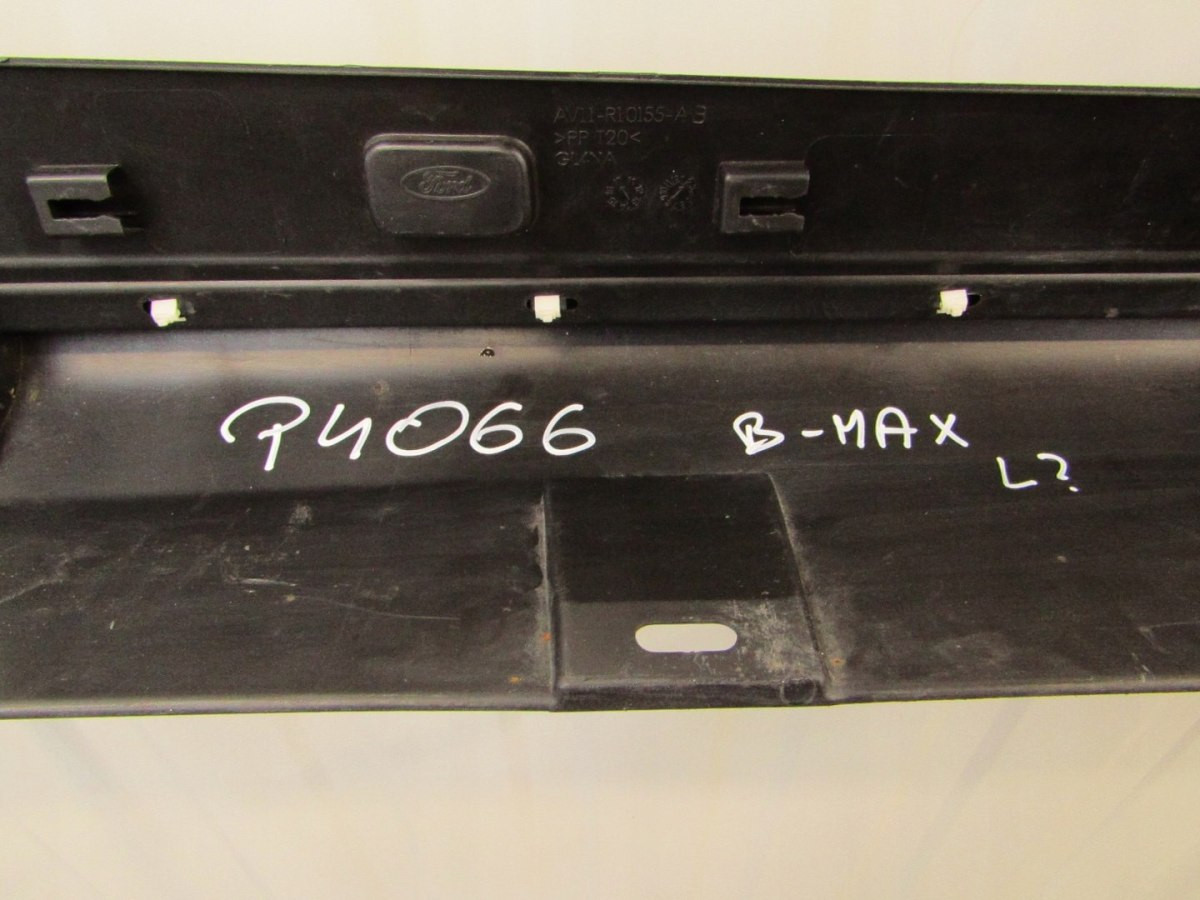 AV11-R10155-AB
>PP T20<
Ford
P4066
B-MAX
L?